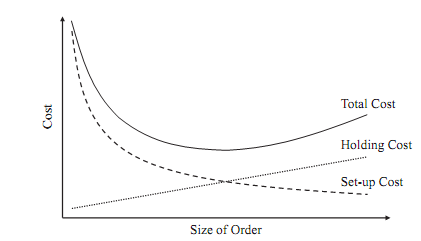 Total Cost
Cost
Holding Cost
Set-up Cost
Size of Order